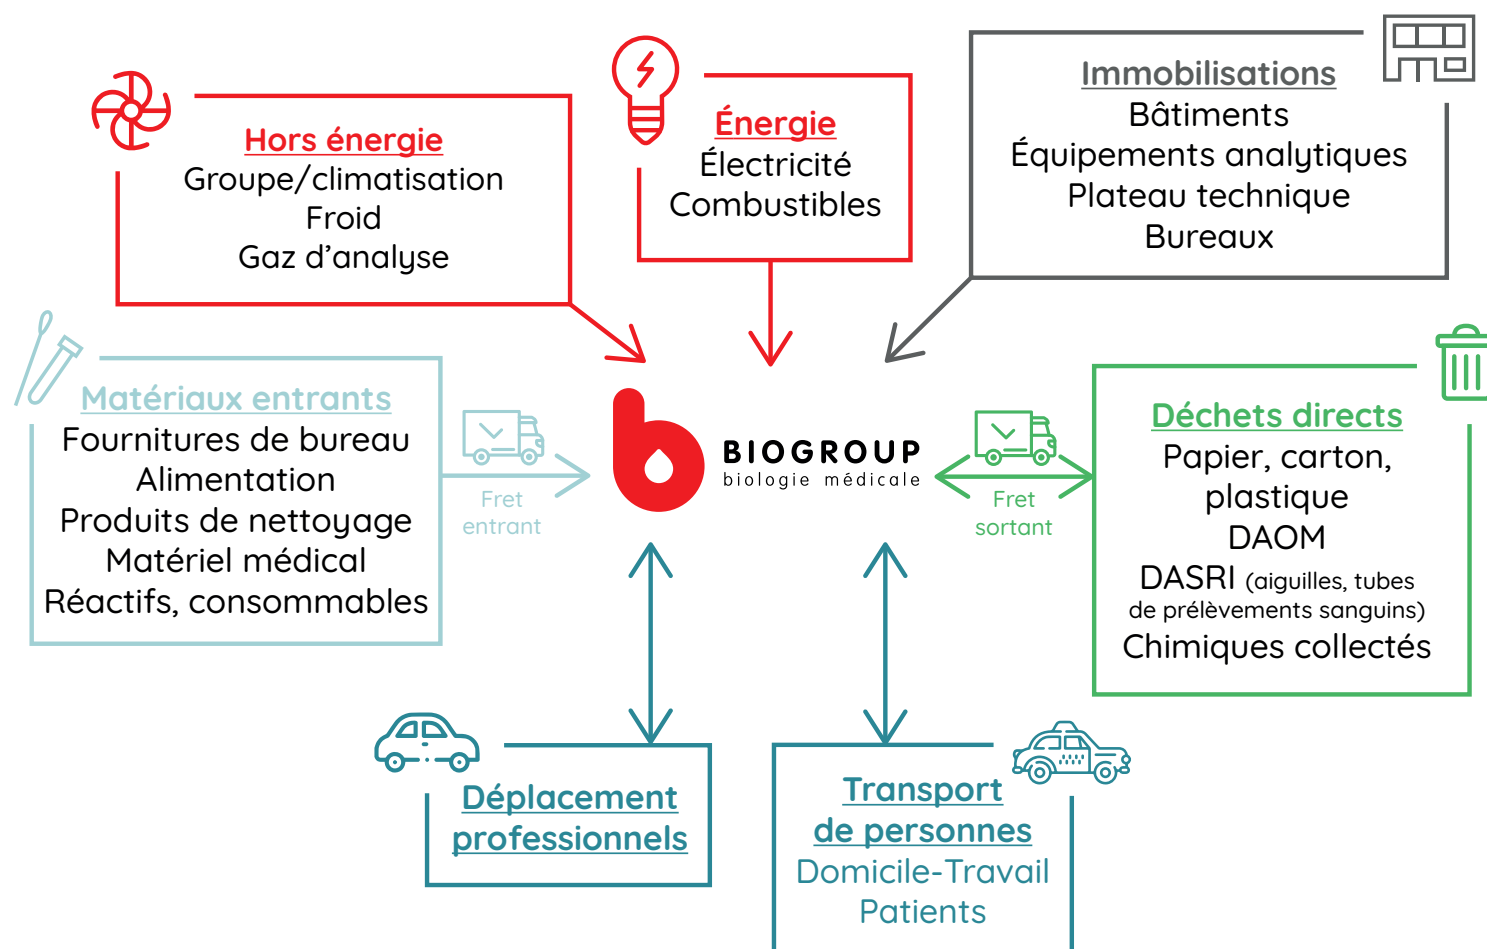 Hors énergie
Groupe/climatisation
Froid
Gaz d'analyse
Énergie
Électricité
Combustibles
Immobilisations
Bâtiments
Équipements analytiques
Plateau technique
Bureaux
Matériaux entrants
Fournitures de bureau
Alimentation
Produits de nettoyage
Matériel médical
Réactifs, consommables
Fret
entrant
b
BIOGROUP
biologie médicale
Fret
sortant
Déchets directs
Papier, carton,
plastique
DAOM
DASRI (aiguilles, tubes
de prélèvements sanguins)
Chimiques collectés
Déplacement
professionnels
Transport
de personnes
Domicile-Travail
Patients